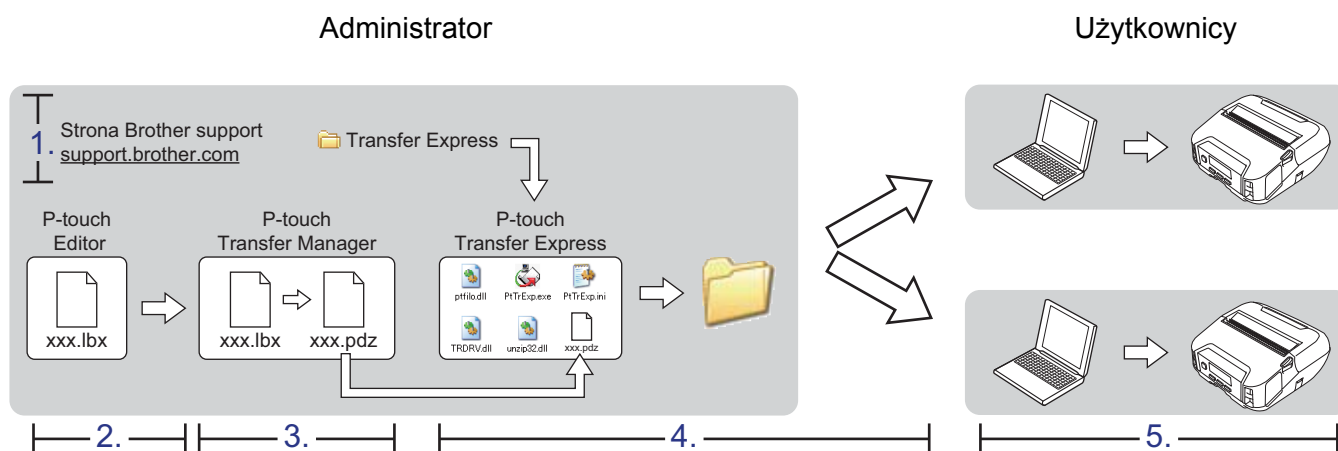 Administrator
Użytkownicy
1.
Strona Brother support
support.brother.com
Transfer Express
P-touch
Editor
xxx.lbx
P-touch
Transfer Manager
xxx.lbx
xxx.pdz
P-touch
Transfer Express
ptfilo.dll
PtTrExp.exe
PtTrExp.ini
TRDRV.dll
unzip32.dll
xxx.pdz
2.
3.
4.
5.